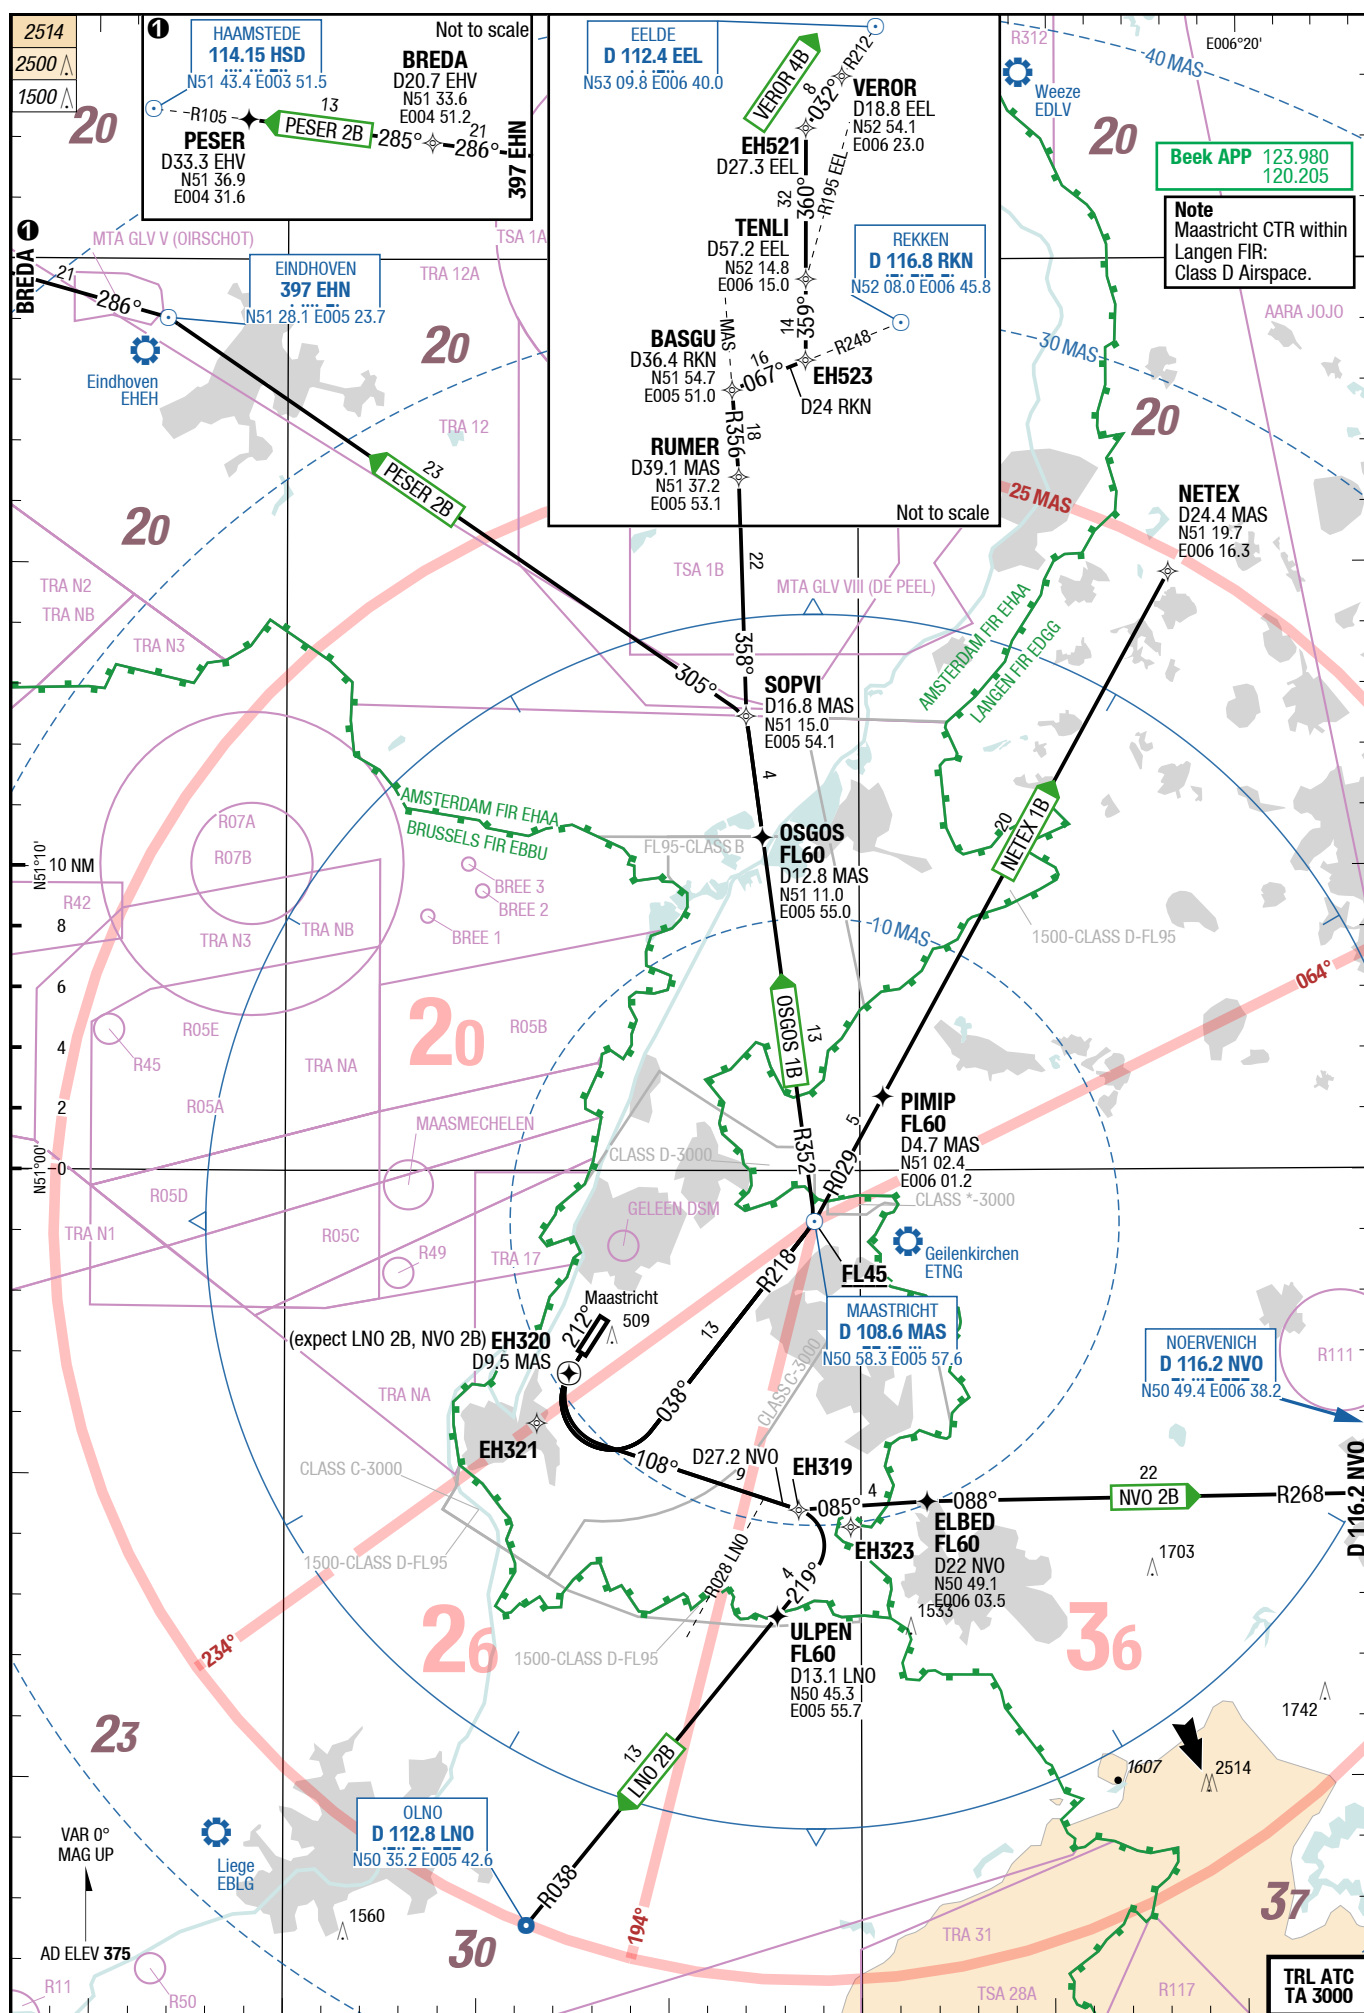 2514
2500
1500
20
1
Not to scale
HAAMSTEDE
114.15 HSD
N51 43.4 E003 51.5
BREDA
D20.7 EHV
N51 33.6
E004 51.2
R105
13
PESER 2B
285°
21
286°
397 EHN
PESER
D33.3 EHV
N51 36.9
E004 31.6
EELDE
D 112.4 EEL
N53 09.8 E006 40.0
VEROR 4B
R212
8
032°
VEROR
D18.8 EEL
N52 54.1
E006 23.0
EH521
D27.3 EEL
32
360°
R195 EEL
TENLI
D57.2 EEL
N52 14.8
E006 15.0
REKKEN
D 116.8 RKN
N52 08.0 E006 45.8
MAS
14
359°
R248
BASGU
D36.4 RKN
N51 54.7
E005 51.0
16
067°
EH523
D24 RKN
R356
18
RUMER
D39.1 MAS
N51 37.2
E005 53.1
Not to scale
R312
E006°20'
40 MAS
Weeze
EDLV
20
Beek APP 123.980
120.205
Note
Maastricht CTR within
Langen FIR:
Class D Airspace.
AARA JOJO
30 MAS
20
1
BREDA
MTA GLV V (OIRSCHOT)
21
286°
EINDHOVEN
397 EHN
N51 28.1 E005 23.7
TSA 1A
TRA 12A
20
Eindhoven
EHEH
TRA 12
23
PESER 2B
20
25 MAS
NETEX
D24.4 MAS
N51 19.7
E006 16.3
22
TSA 1B
MTA GLV VIII (DE PEEL)
TRA N2
TRA NB
TRA N3
358°
305°
AMSTERDAM FIR EHAA
LANGEN FIR EDGG
SOPVI
D16.8 MAS
N51 15.0
E005 54.1
4
AMSTERDAM FIR EHAA
BRUSSELS FIR EBBU
R07A
R07B
FL95-CLASS B
OSGOS
FL60
D12.8 MAS
N51 11.0
E005 55.0
20
NETEX 1B
N51°10'
10 NM
R42
BREE 3
BREE 2
BREE 1
8
TRA N3
TRA NB
10 MAS
1500-CLASS D-FL95
064°
6
20
R05E
R05B
OSGOS 1B
13
4
R45
TRA NA
2
R05A
MAASMECHELEN
PIMIP
FL60
D4.7 MAS
N51 02.4
E006 01.2
5
R352
R029
CLASS D-3000
N51°00'
0
R05D
CLASS *-3000
TRA N1
R05C
R49
TRA 17
GELEEN DSM
R218
Geilenkirchen
ETNG
FL45
Maastricht
509
212°
13
MAASTRICHT
D 108.6 MAS
N50 58.3 E005 57.6
(expect LNO 2B, NVO 2B) EH320
D9.5 MAS
NOERVENICH
D 116.2 NVO
N50 49.4 E006 38.2
R111
TRA NA
038°
CLASS C-3000
EH321
108°
D27.2 NVO
9
EH319
CLASS C-3000
085°
4
088°
22
NVO 2B
R268
D 116.2 NVO
ELBED
FL60
D22 NVO
N50 49.1
E006 03.5
EH323
1500-CLASS D-FL95
R028 LNO
4
219°
1703
1533
234°
26
36
ULPEN
FL60
D13.1 LNO
N50 45.3
E005 55.7
1500-CLASS D-FL95
1742
23
13
LNO 2B
1607
2514
OLNO
D 112.8 LNO
N50 35.2 E005 42.6
VAR 0°
MAG UP
Liege
EBLG
R038
1560
194°
30
37
AD ELEV 375
TRA 31
R11
R50
TSA 28A
R117
TRL ATC
TA 3000